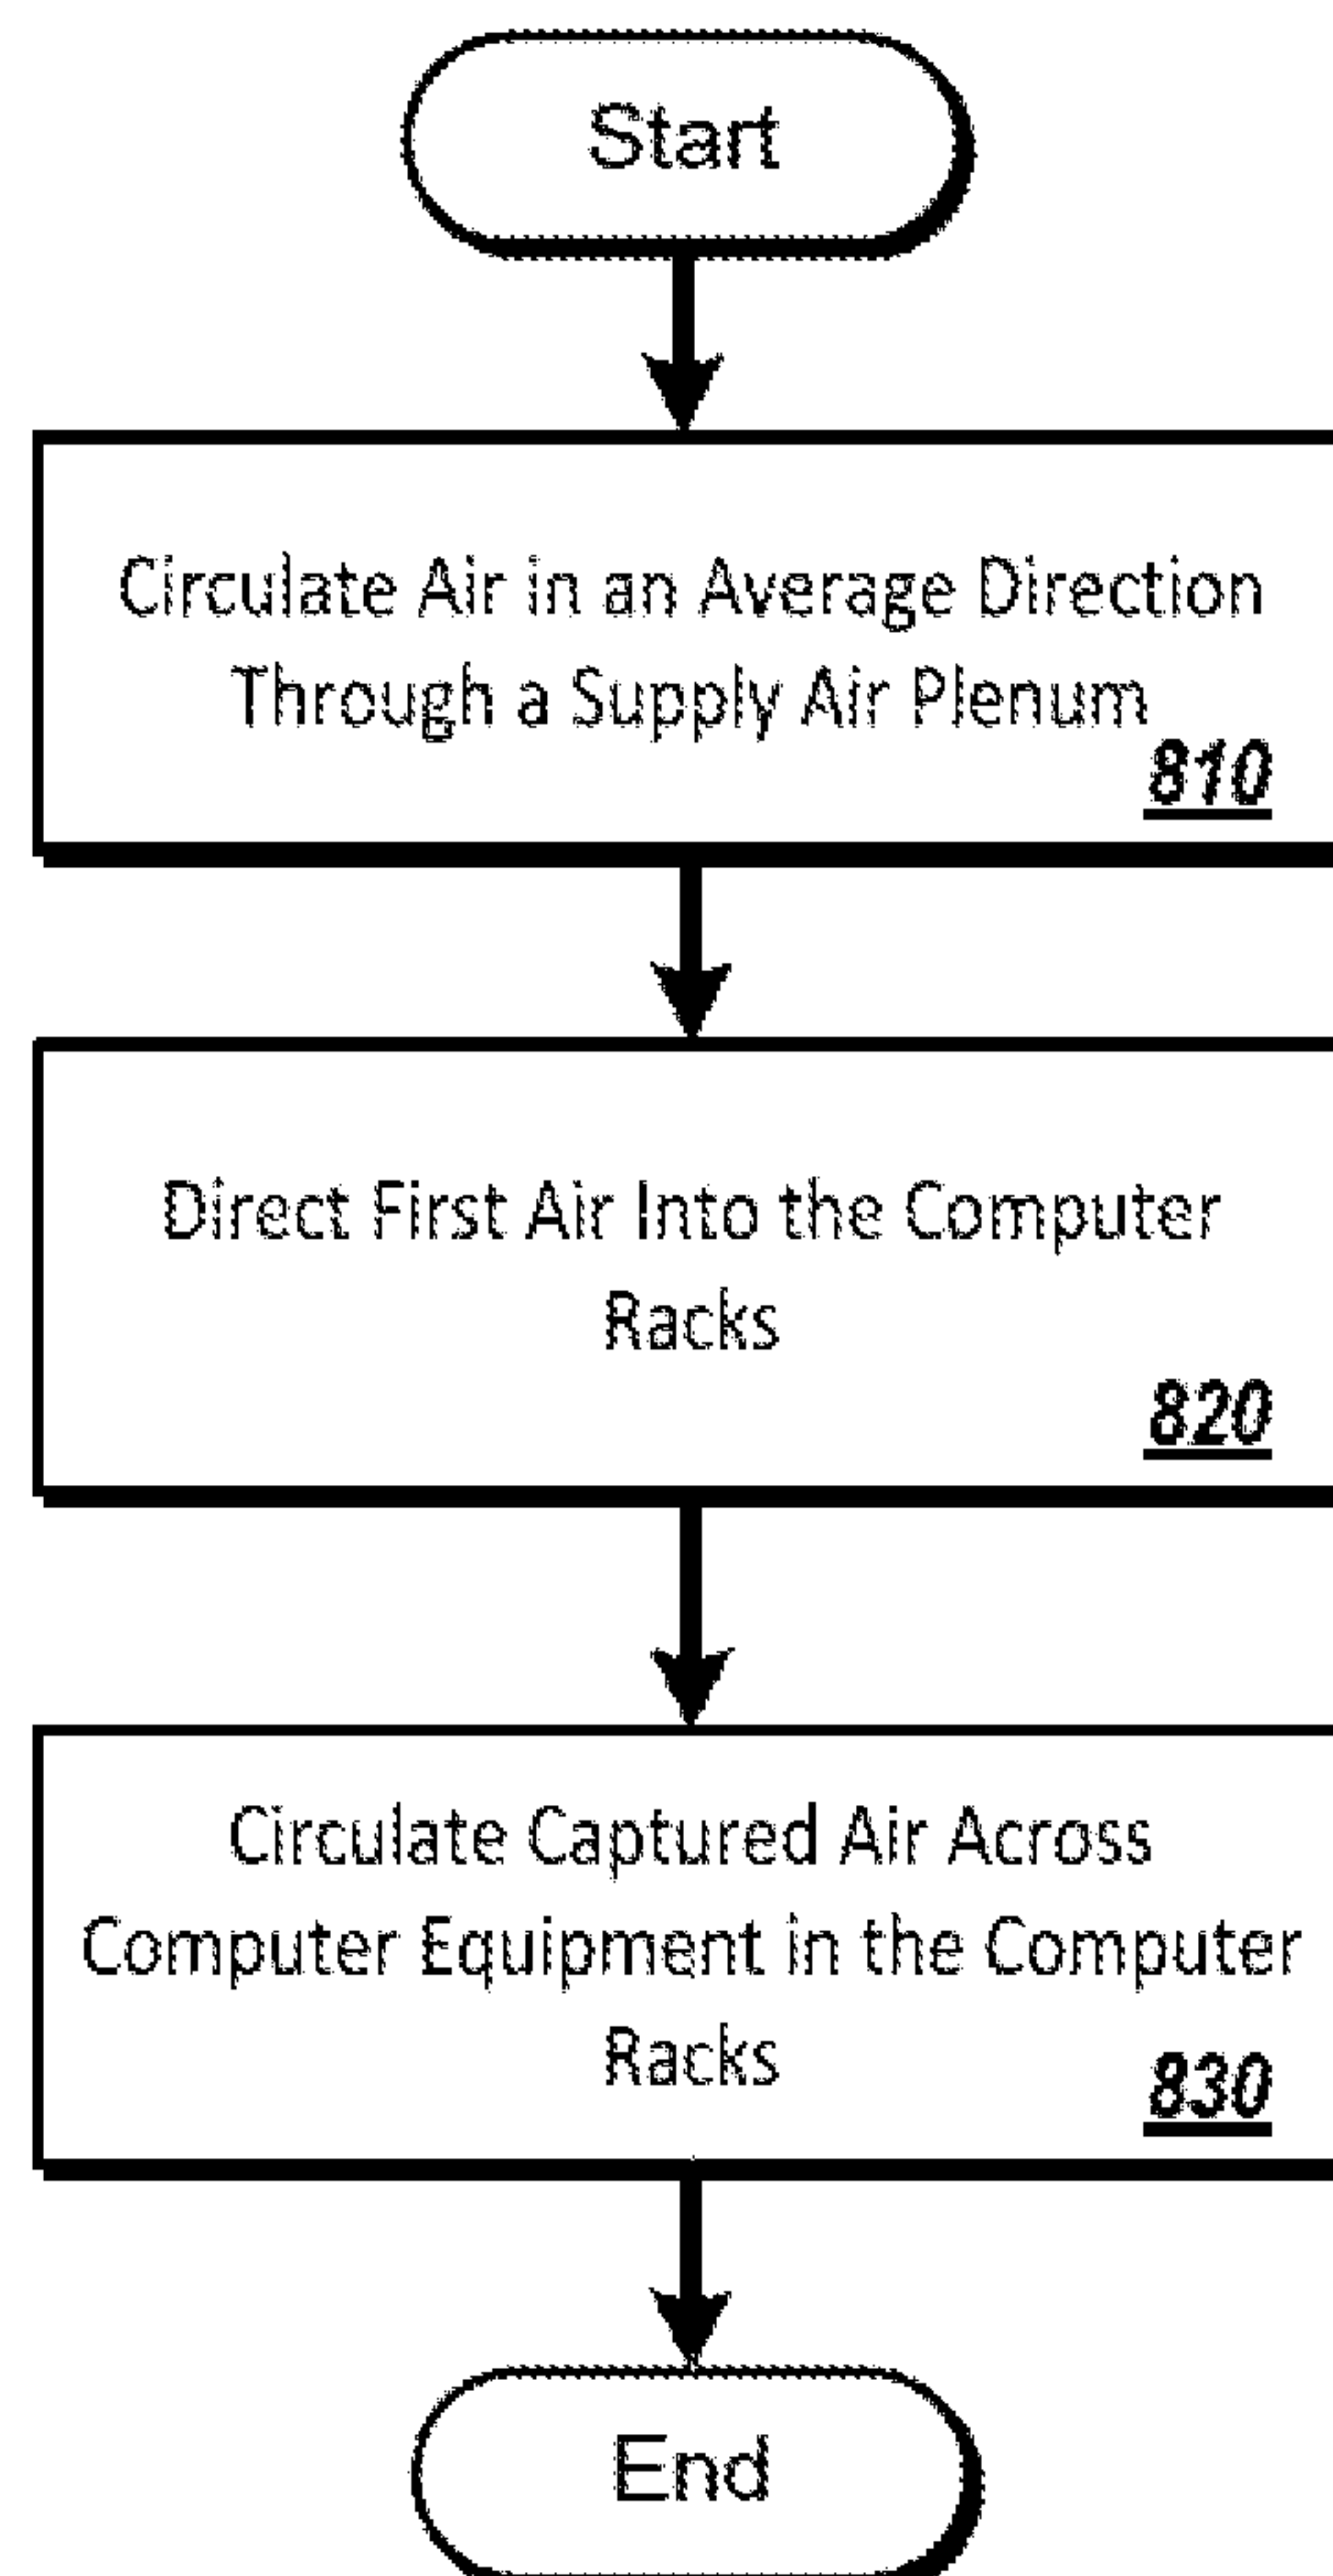 Start
Circulate Air in an Average Direction
Through a Supply Air Plenum
810
Direct First Air Into the Computer
Racks
820
Circulate Captured Air Across
Computer Equipment in the Computer
Racks
830
End